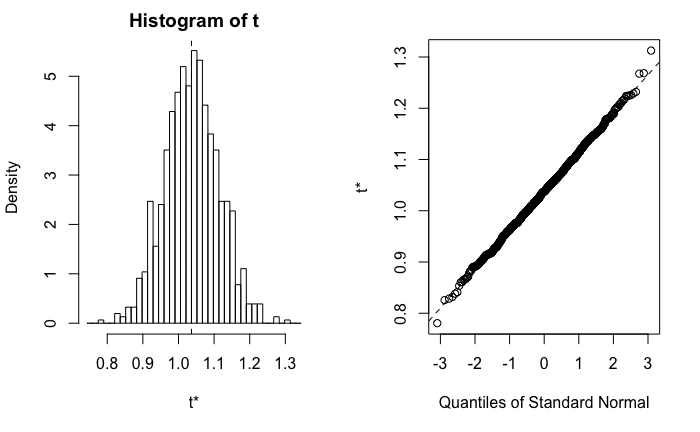 Histogram of t
Density
0 1 2 3 4 5
0.8 0.9 1.0 1.1 1.2 1.3
t*
t*
0.8 0.9 1.0 1.1 1.2 1.3
-3 -2 -1 0 1 2 3
Quantiles of Standard Normal